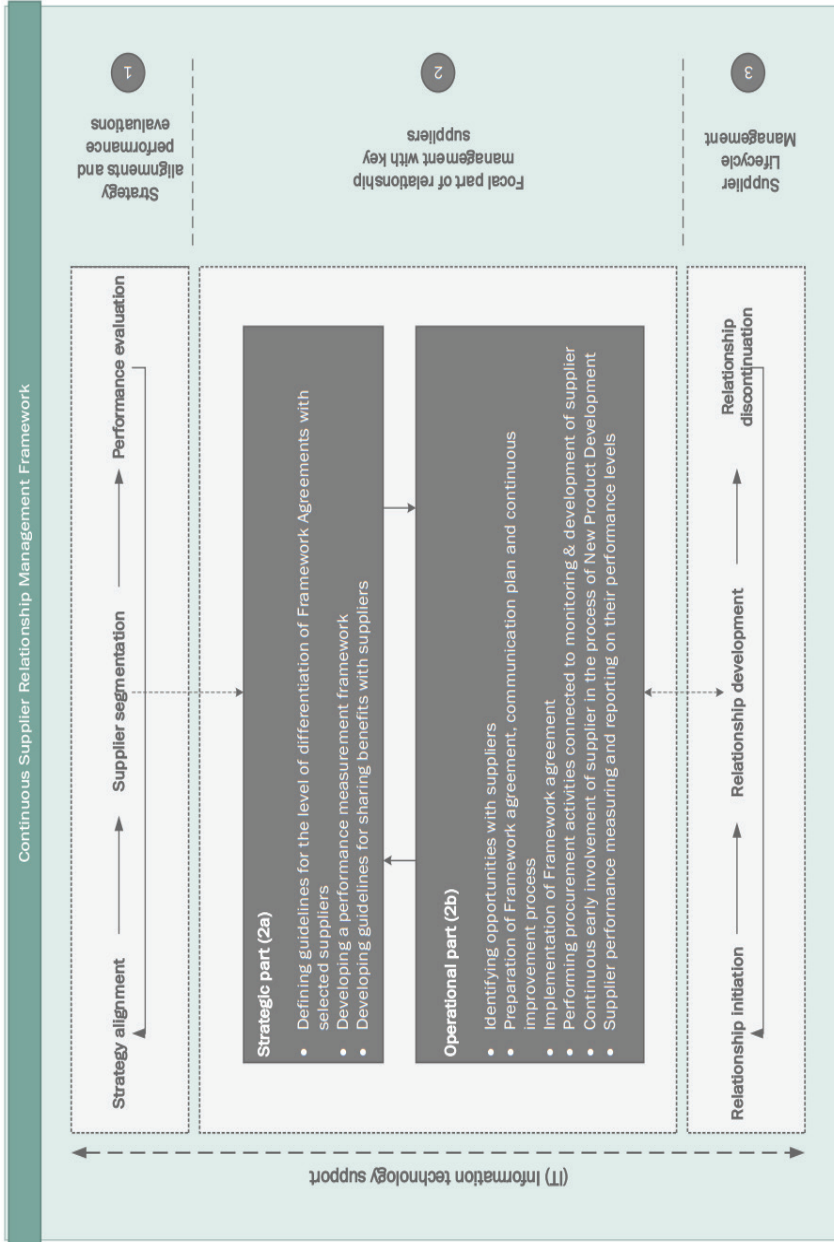 Continuous Supplier Relationship Management Framework
Strategy alignment
Supplier segmentation
Performance evaluation
1
Strategy
alignments and
performance
evaluations
Strategic part (2a)
• Defining guidelines for the level of differentiation of Framework Agreements with
selected suppliers
• Developing a performance measurement framework
• Developing guidelines for sharing benefits with suppliers
Operational part (2b)
• Identifying opportunities with suppliers
• Preparation of Framework agreement, communication plan and continuous
improvement process
• Implementation of Framework agreement
• Performing procurement activities connected to monitoring & development of supplier
• Continuous early involvement of supplier in the process of New Product Development
• Supplier performance measuring and reporting on their performance levels
2
Focal part of relationship
management with key
suppliers
Relationship initiation
Relationship development
Relationship
discontinuation
3
Supplier
Lifecycle
Management
(IT) Information technology support